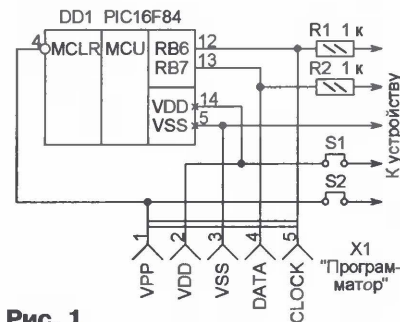 DD1 PIC16F84
4 MCLR MCU RB6 12
RB7 13
VDD 14
VSS 5
R1 1 к
R2 1 к
S1
S2
К устройству
1 2 3 4 5
VPP VDD VSS DATA CLOCK
X1
"Програм-
матор"
Рис. 1